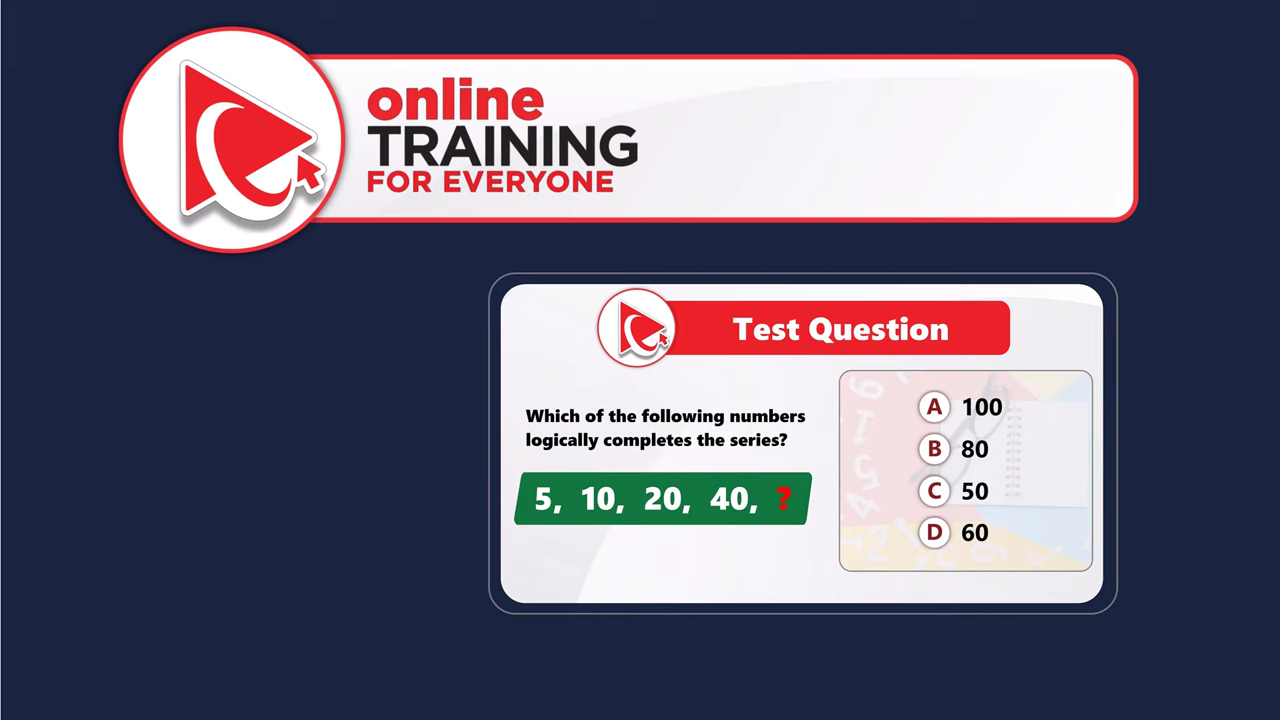 online
TRAINING
FOR EVERYONE
Test Question
Which of the following numbers
logically completes the series?
5, 10, 20, 40, ?
A 100
B 80
C 50
D 60